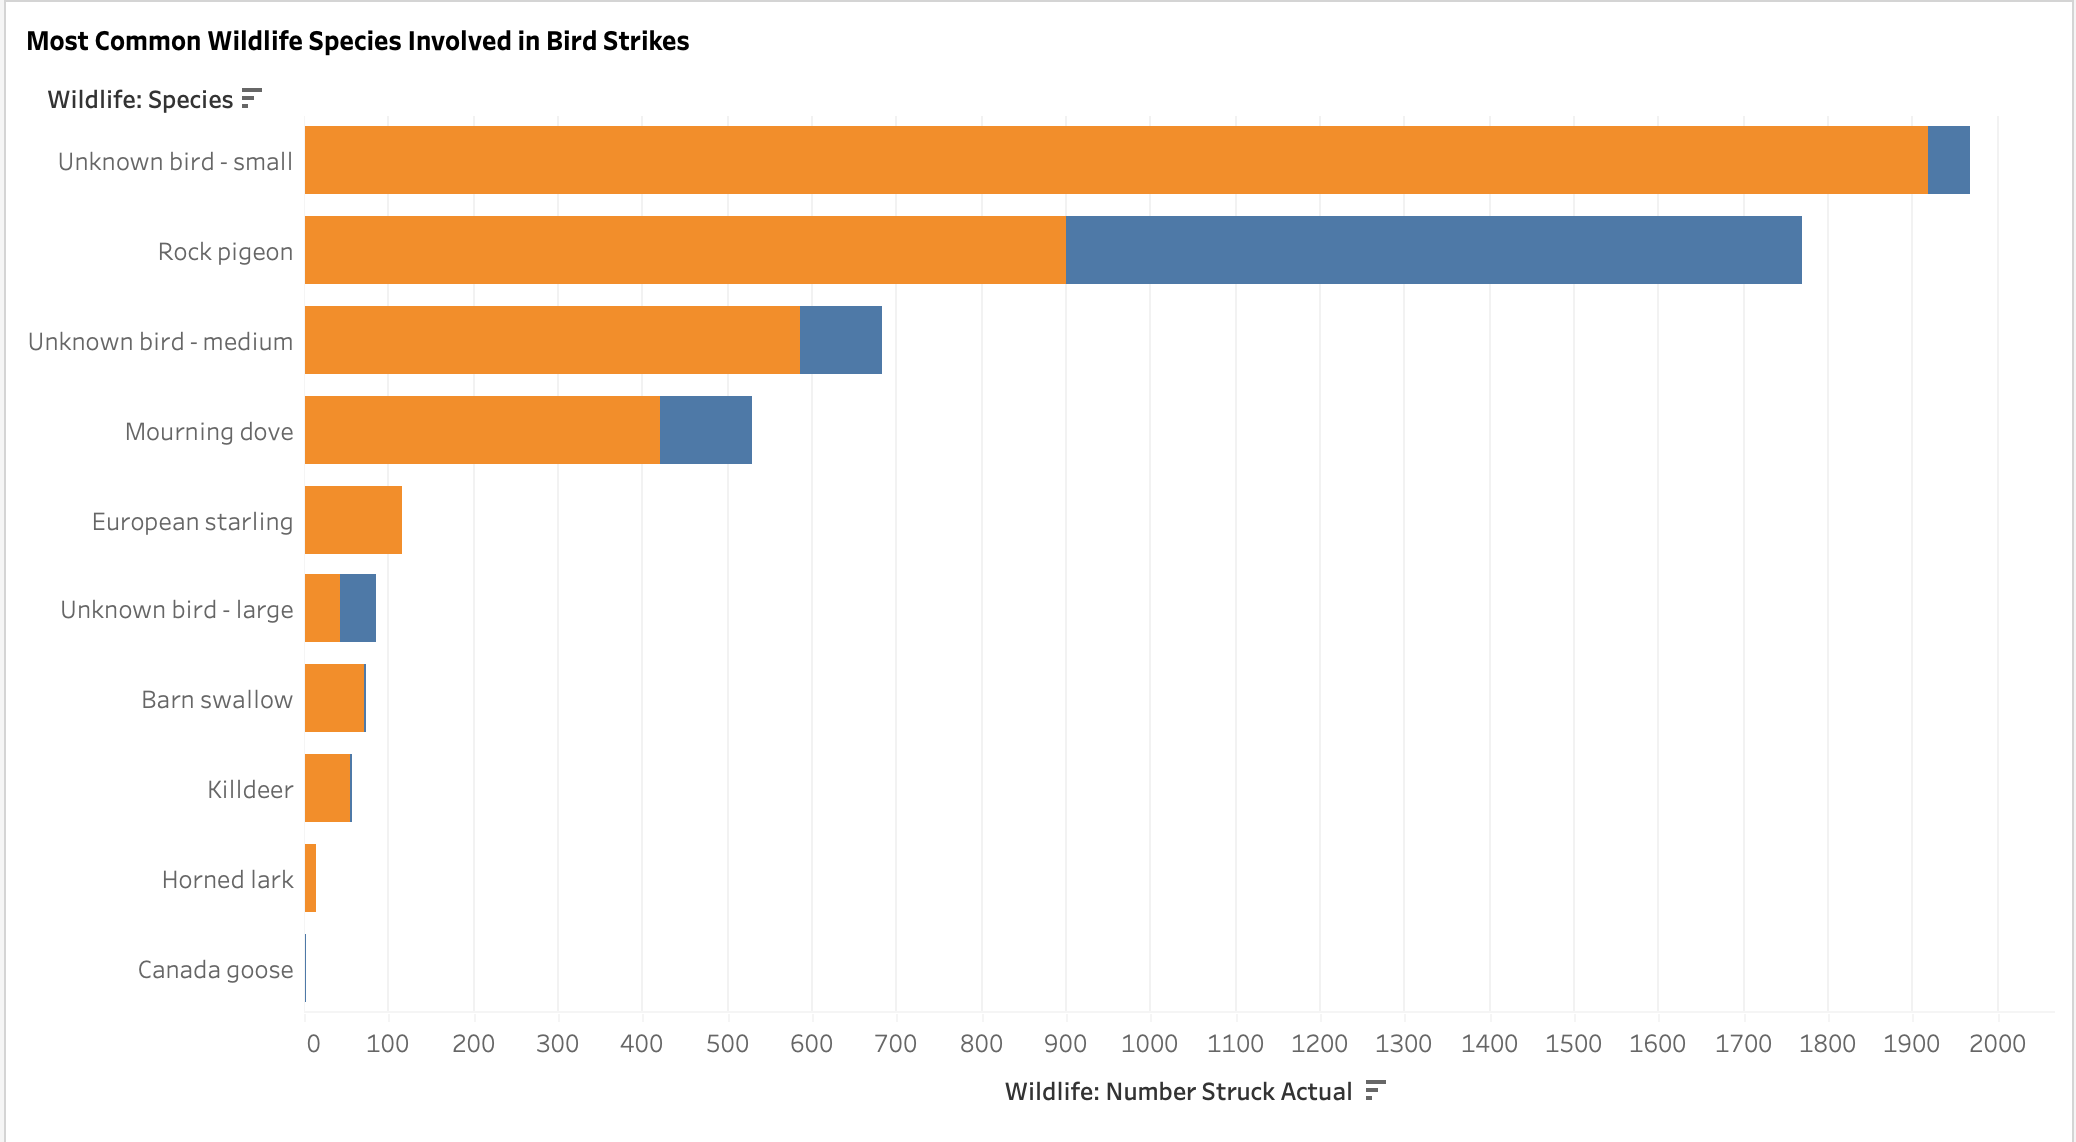 Most Common Wildlife Species Involved in Bird Strikes
Wildlife: Species
Unknown bird - small
Rock pigeon
Unknown bird - medium
Mourning dove
European starling
Unknown bird - large
Barn swallow
Killdeer
Horned lark
Canada goose
0 100 200 300 400 500 600 700 800 900 1000 1100 1200 1300 1400 1500 1600 1700 1800 1900 2000
Wildlife: Number Struck Actual